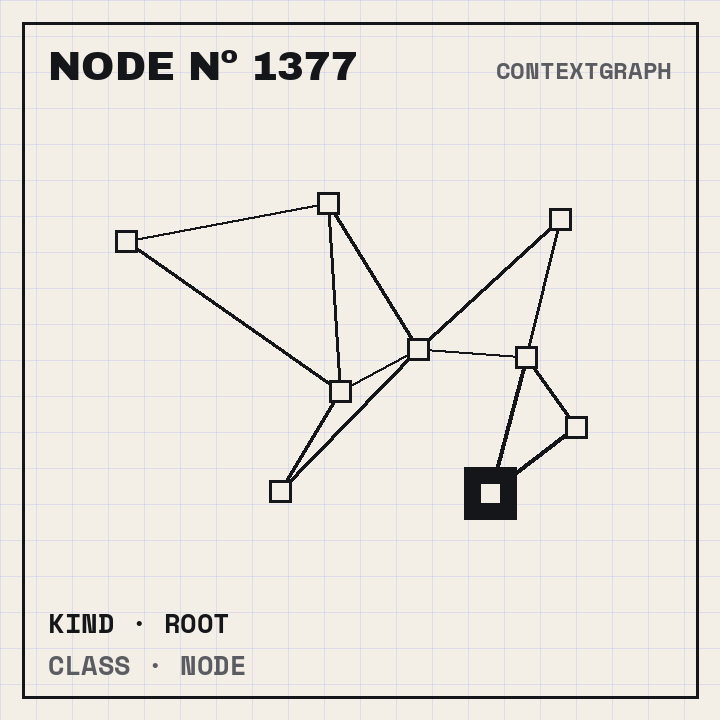 NODE Nº 1377
CONTEXTGRAPH
KIND · ROOT
CLASS · NODE